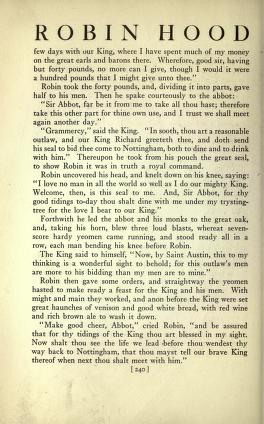 ROBIN HOOD
few days with our King, where I have spent much of my money
on the great earls and barons there. Wherefore, good sir, having
but forty pounds, no more can I give, though I would it were
a hundred pounds that I might give unto thee."
Robin took the forty pounds, and, dividing it into parts, gave
half to his men. Then he spake courteously to the abbot:
"Sir Abbot, far be it from me to take all thou hast; therefore
take this other part for thine own use, and I trust we shall meet
again another day."
"Grammercy," said the King. "In sooth, thou art a reasonable
outlaw, and our King Richard greeteth thee, and doth send
his seal to bid thee come to Nottingham, both to dine and to drink
with him." Thereupon he took from his pouch the great seal,
to show Robin it was in truth a royal command.
Robin uncovered his head, and knelt down on his knee, saying:
"I love no man in all the world so well as I do our mighty King.
Welcome, then, is this seal to me. And, Sir Abbot, for thy
good tidings to-day thou shalt dine with me under my trysting-
tree for the love I bear to our King."
Forthwith he led the abbot and his monks to the great oak,
and, taking his horn, blew three loud blasts, whereat seven-
score hardy yeomen came running, and stood ready all in a
row, each man bending his knee before Robin.
The King said to himself, "Now, by Saint Austin, this to my
thinking is a wonderful sight to behold; for this outlaw's men
are more to his bidding than my men are to mine."
Robin then gave some orders, and straightway the yeomen
hasted to make ready a feast for the King and his men. With
might and main they worked, and anon before the King were set
great haunches of venison and good white bread, with red wine
and rich brown ale to wash it down.
"Make good cheer, Abbot," cried Robin, "and be assured
that for thy tidings of the King thou art blessed in my sight.
Now shalt thou see the life we lead before thou wendest thy
way back to Nottingham, that thou mayst tell our brave King
thereof when next thou shalt meet with him."
[240]